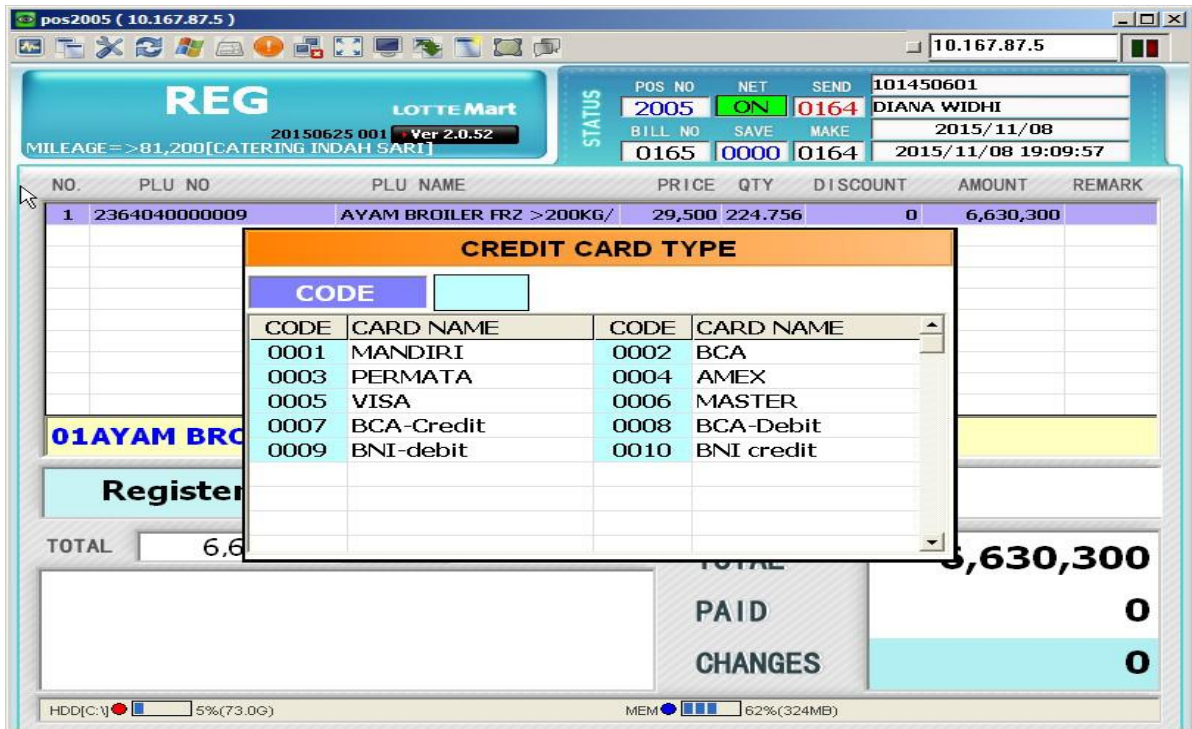 pos2005 ( 10.167.87.5 )
10.167.87.5
REG
LOTTE Mart
20150625 001 Ver 2.0.52
MILEAGE=>81,200[CATERING INDAH SARI]
STATUS
POS NO NET SEND 101450601
2005 ON 0164 DIANA WIDHI
BILL NO SAVE MAKE 2015/11/08
0165 0000 0164 2015/11/08 19:09:57
NO. PLU NO PLU NAME PRICE QTY DISCOUNT AMOUNT REMARK
1 2364040000009 AYAM BROILER FRZ >200KG/ 29,500 224.756 0 6,630,300
CREDIT CARD TYPE
CODE
CODE CARD NAME CODE CARD NAME
0001 MANDIRI 0002 BCA
0003 PERMATA 0004 AMEX
0005 VISA 0006 MASTER
0007 BCA-Credit 0008 BCA-Debit
0009 BNI-debit 0010 BNI credit
01AYAM BRO
Register
TOTAL 6,6
TOTAL 6,630,300
PAID 0
CHANGES 0
HDD[C:\] 5%(73.0G) MEM 62%(324MB)